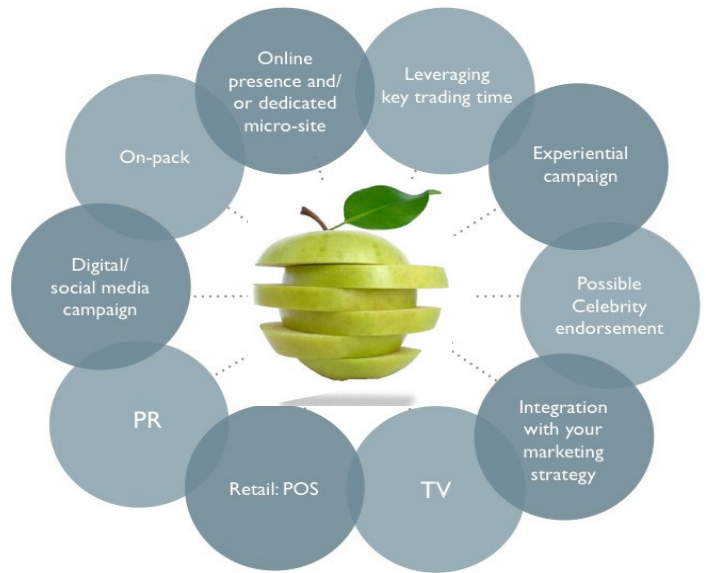 Online
presence and/
or dedicated
micro-site
Leveraging
key trading time
Experiential
campaign
Possible
Celebrity
endorsement
Integration
with your
marketing
strategy
TV
Retail: POS
PR
Digital/
social media
campaign
On-pack